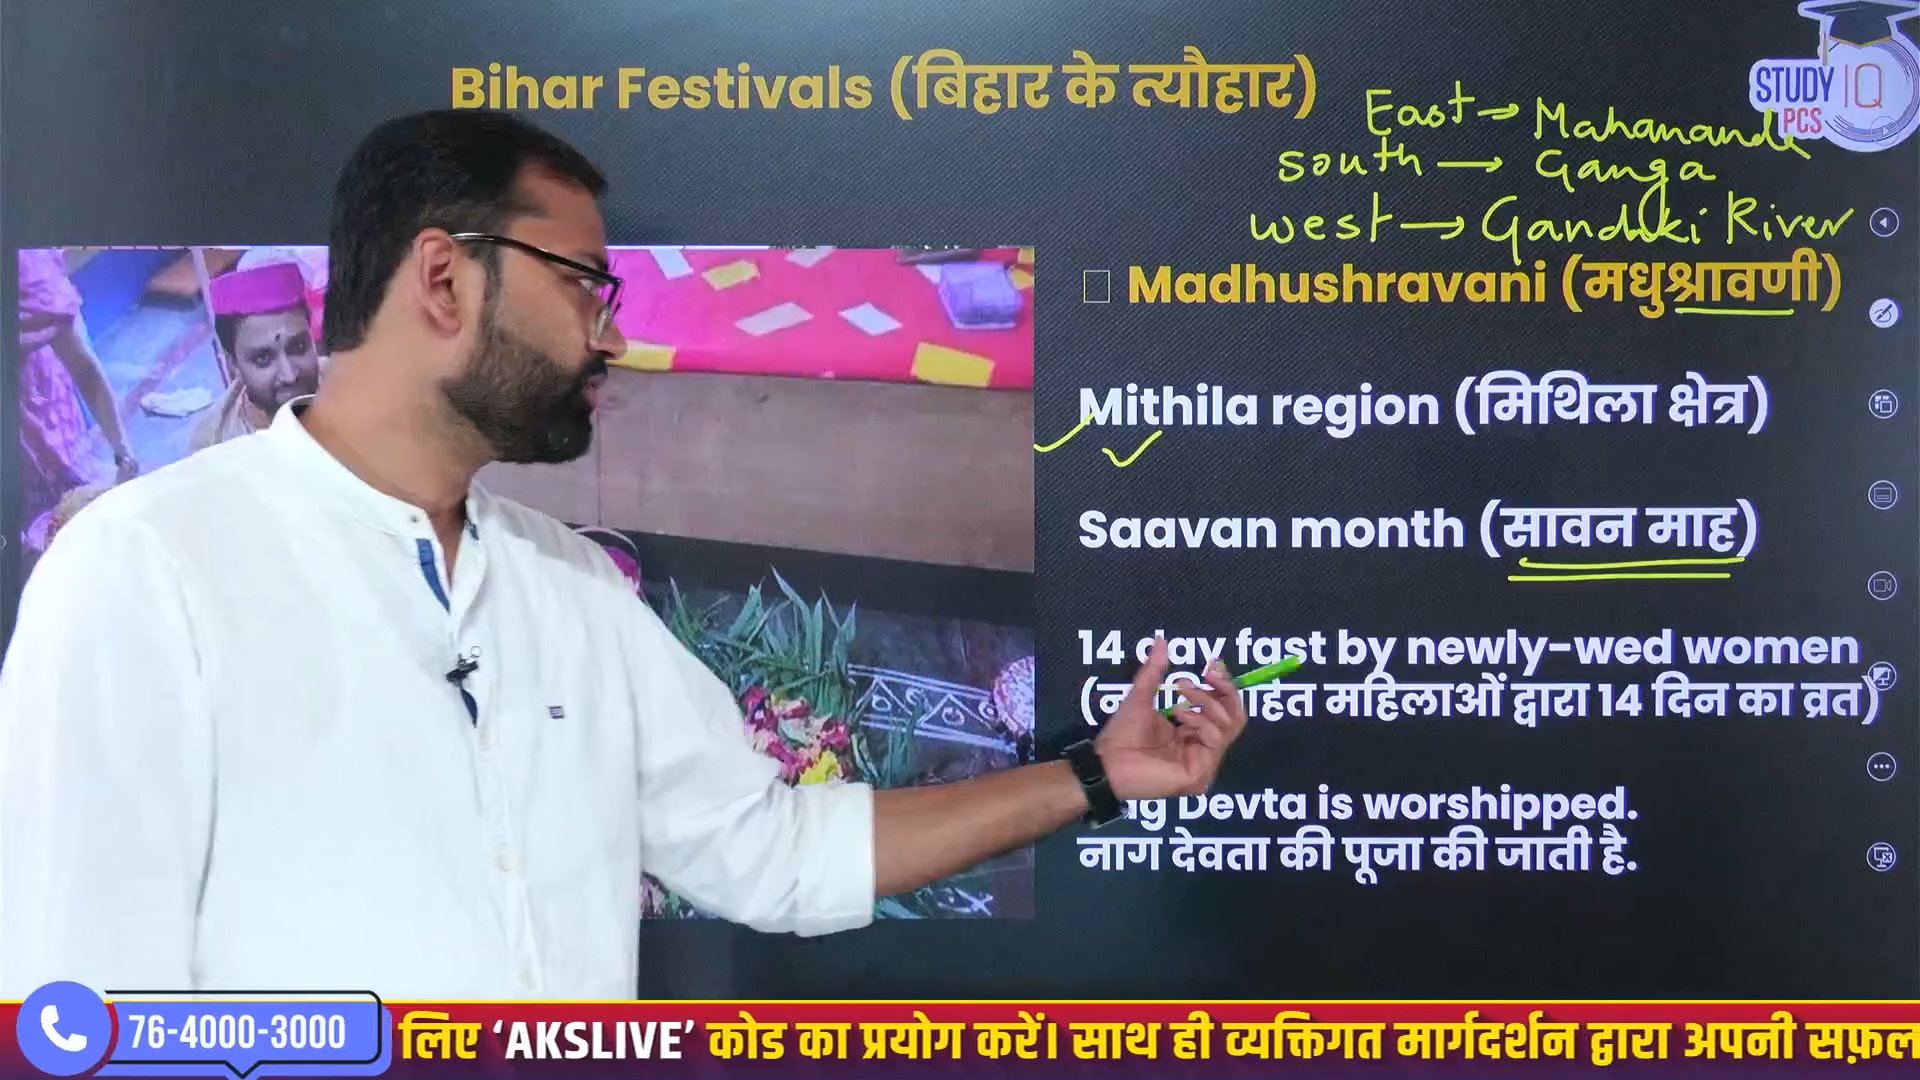 Bihar Festivals (बिहार के त्यौहार)
STUDY IQ
PCS
East → Mahananda
south → Ganga
west → Gandaki River
Madhushravani (मधुश्रावणी)
Mithila region (मिथिला क्षेत्र)
Saavan month (सावन माह)
14 day fast by newly-wed women
महिलाओं द्वारा 14 दिन का व्रत)
Devta is worshipped.
नाग देवता की पूजा की जाती है.
76-4000-3000
लिए ‘AKSLIVE’ कोड का प्रयोग करें। साथ ही व्यक्तिगत मार्गदर्शन द्वारा अपनी सफ़ल